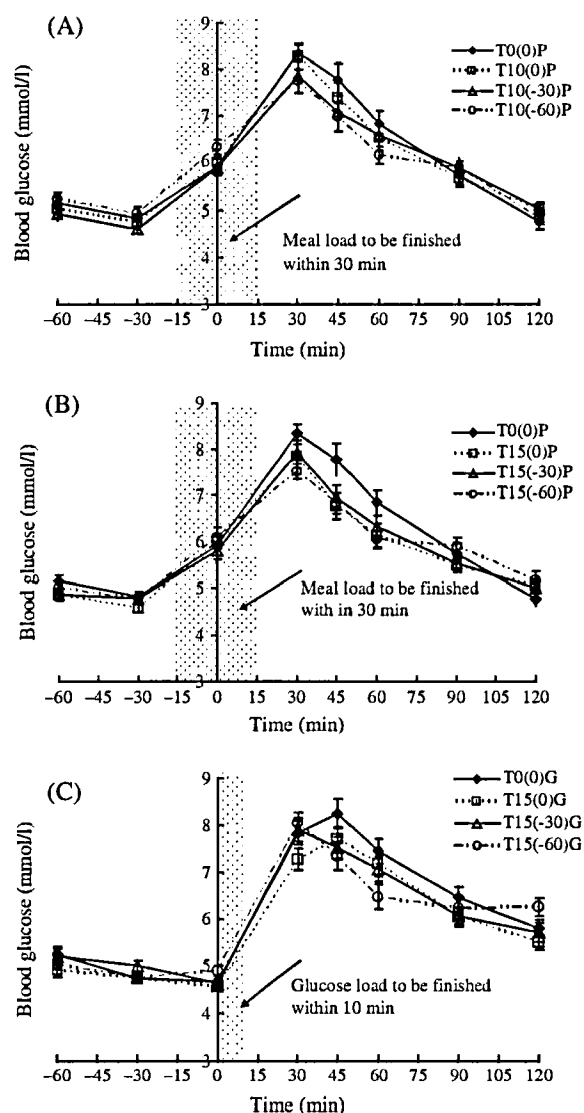 (A)
Blood glucose (mmol/l)
9
8
7
6
5
4
3
T0(0)P
T10(0)P
T10(-30)P
T10(-60)P
Meal load to be finished
within 30 min
-60 -45 -30 -15 0 15 30 45 60 75 90 105 120
Time (min)
(B)
Blood glucose (mmol/l)
9
8
7
6
5
4
3
T0(0)P
T15(0)P
T15(-30)P
T15(-60)P
Meal load to be finished
with in 30 min
-60 -45 -30 -15 0 15 30 45 60 75 90 105 120
Time (min)
(C)
Blood glucose (mmol/l)
9
8
7
6
5
4
3
T0(0)G
T15(0)G
T15(-30)G
T15(-60)G
Glucose load to be finished
within 10 min
-60 -45 -30 -15 0 15 30 45 60 75 90 105 120
Time (min)